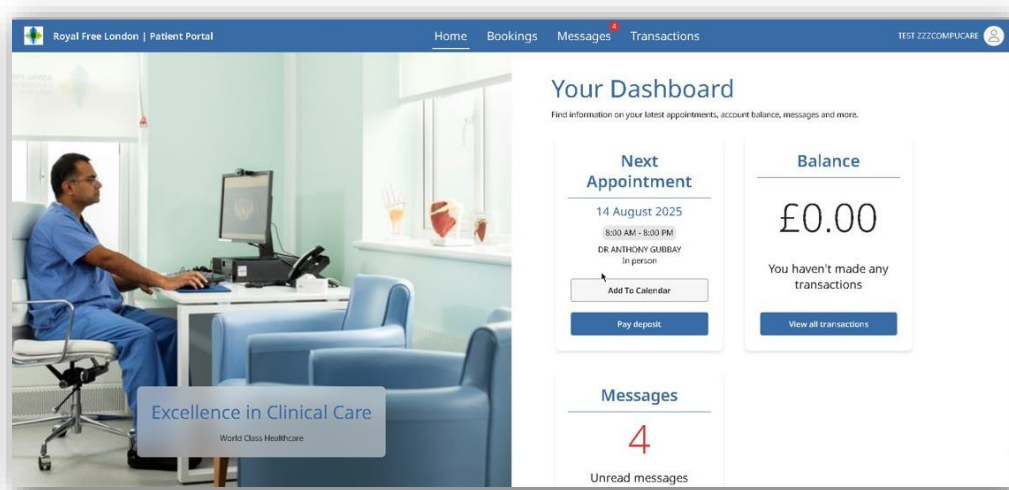 Royal Free London | Patient Portal
Home Bookings Messages 4 Transactions
TEST ZZZCOMPUCARE
Your Dashboard
Find information on your latest appointments, account balance, messages and more.
Next
Appointment
14 August 2025
8:00 AM - 8:00 PM
DR ANTHONY GUBBAY
In person
Add To Calendar
Pay deposit
Balance
£0.00
You haven't made any
transactions
View all transactions
Messages
4
Unread messages
Excellence in Clinical Care
World Class Healthcare